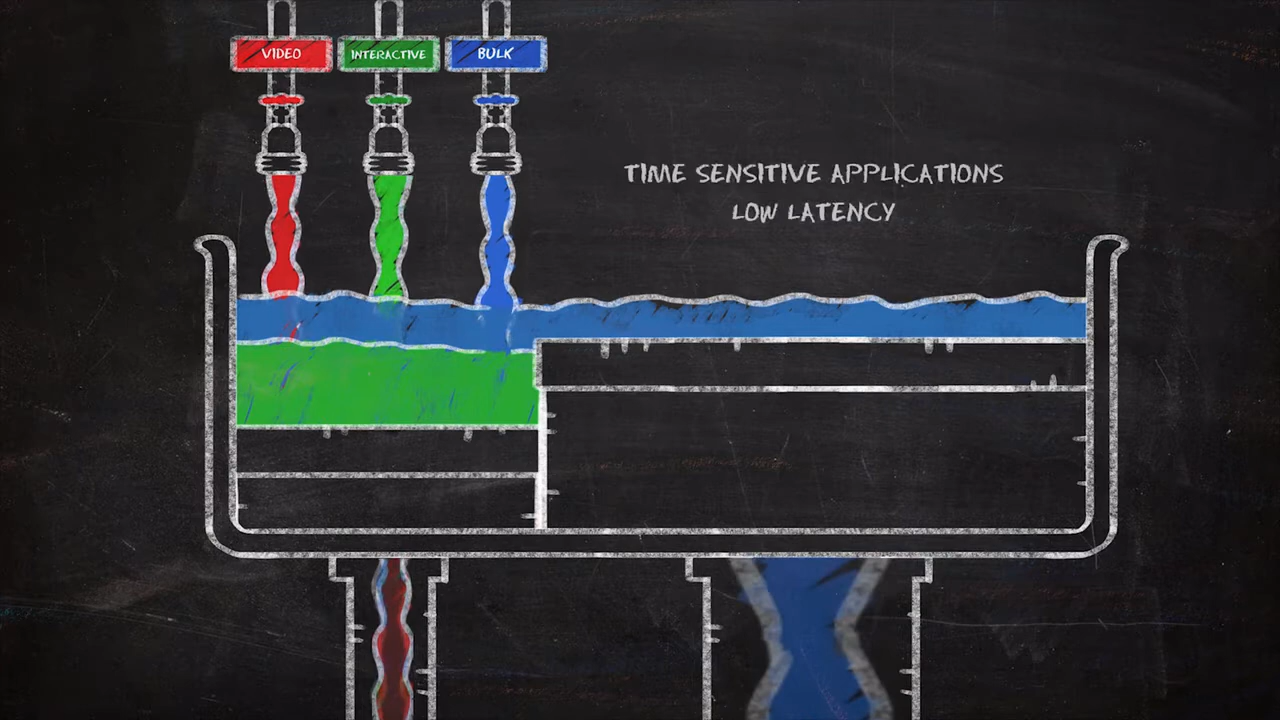 VIDEO
INTERACTIVE
BULK
TIME SENSITIVE APPLICATIONS
LOW LATENCY